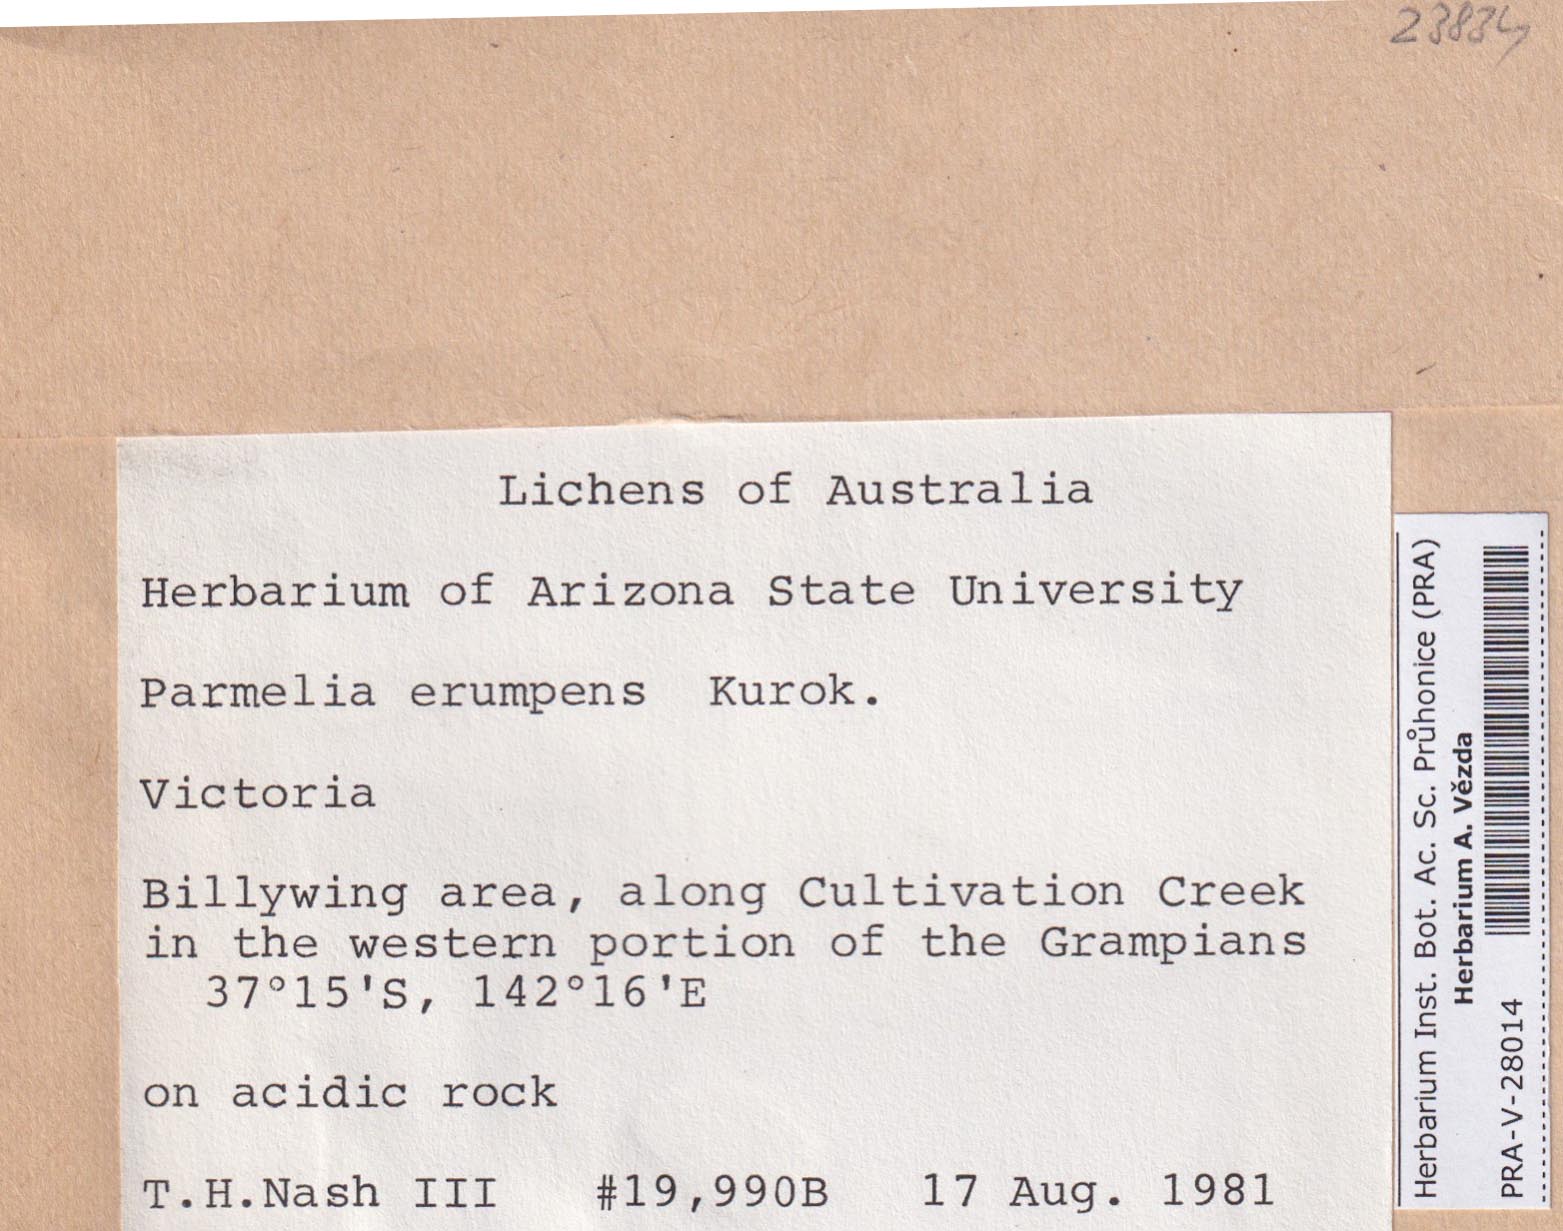 23834
Lichens of Australia
Herbarium of Arizona State University
Parmelia erumpens Kurok.
Victoria
Billywing area, along Cultivation Creek
in the western portion of the Grampians
37°15'S, 142°16'E
on acidic rock
T.H.Nash III #19,990B 17 Aug. 1981
Herbarium Inst. Bot. Ac. Sc. Průhonice (PRA)
Herbarium A. Vězda
PRA-V-28014